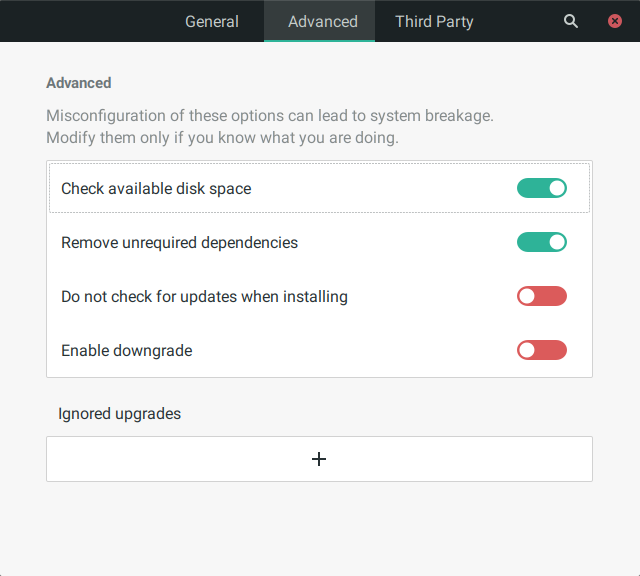 General
Advanced
Third Party
Advanced
Misconfiguration of these options can lead to system breakage.
Modify them only if you know what you are doing.
Check available disk space
Remove unrequired dependencies
Do not check for updates when installing
Enable downgrade
Ignored upgrades